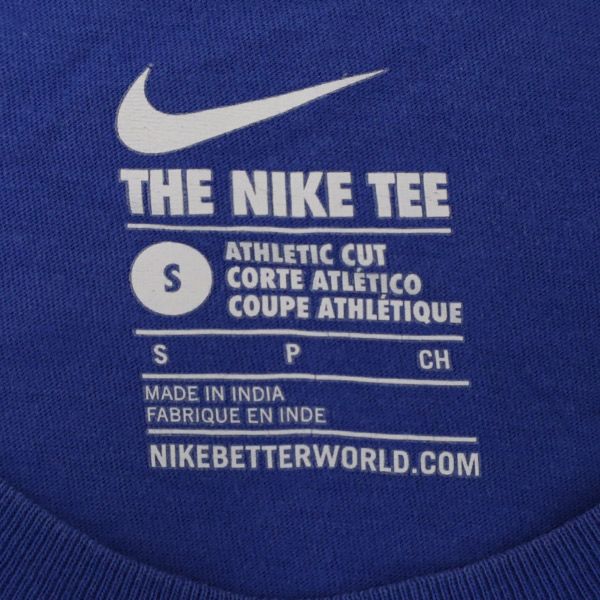 THE NIKE TEE
S
ATHLETIC CUT
CORTE ATLÉTICO
COUPE ATHLÉTIQUE
S P CH
MADE IN INDIA
FABRIQUE EN INDE
NIKEBETTERWORLD.COM